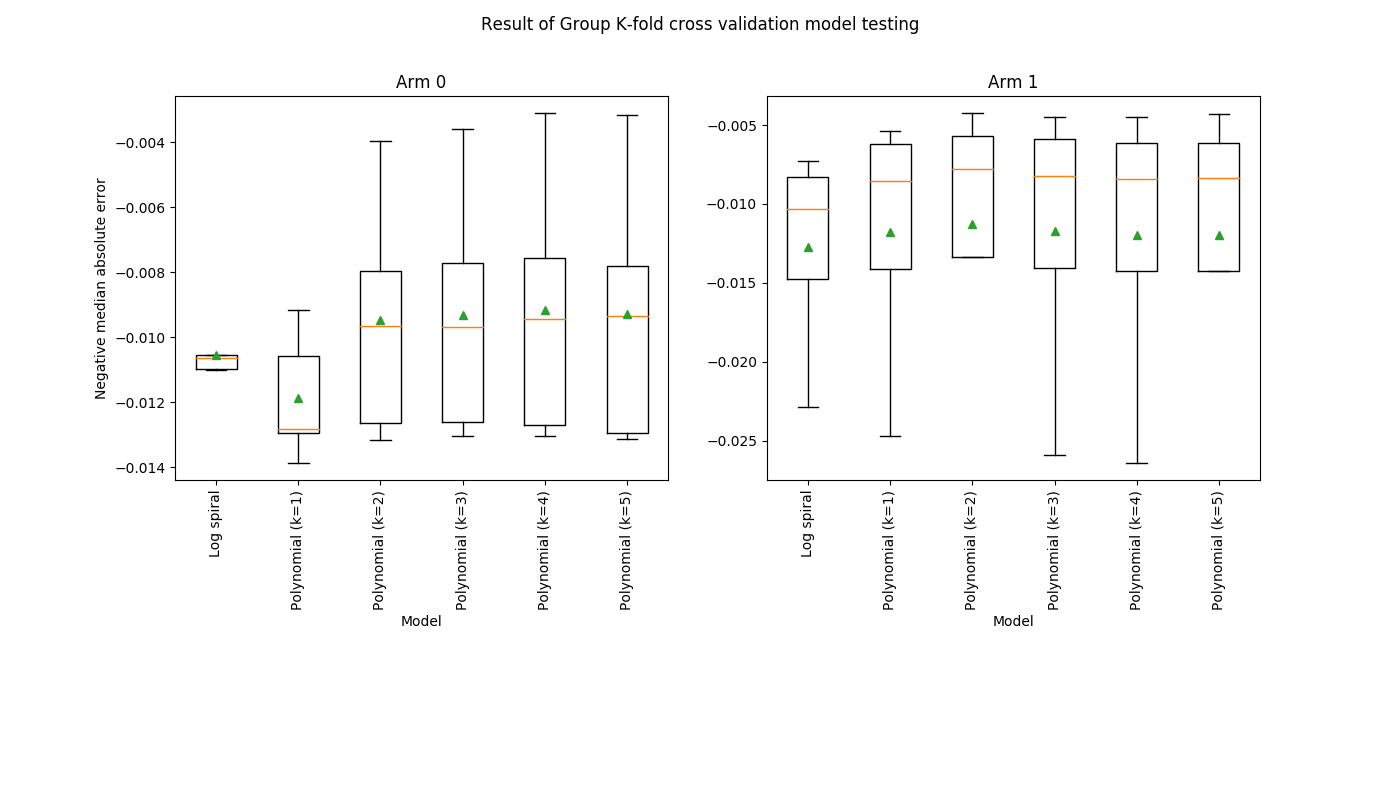 Result of Group K-fold cross validation model testing
Arm 0
Negative median absolute error
−0.004
−0.006
−0.008
−0.010
−0.012
−0.014
Log spiral
Polynomial (k=1)
Polynomial (k=2)
Polynomial (k=3)
Polynomial (k=4)
Polynomial (k=5)
Model
Arm 1
−0.005
−0.010
−0.015
−0.020
−0.025
Log spiral
Polynomial (k=1)
Polynomial (k=2)
Polynomial (k=3)
Polynomial (k=4)
Polynomial (k=5)
Model